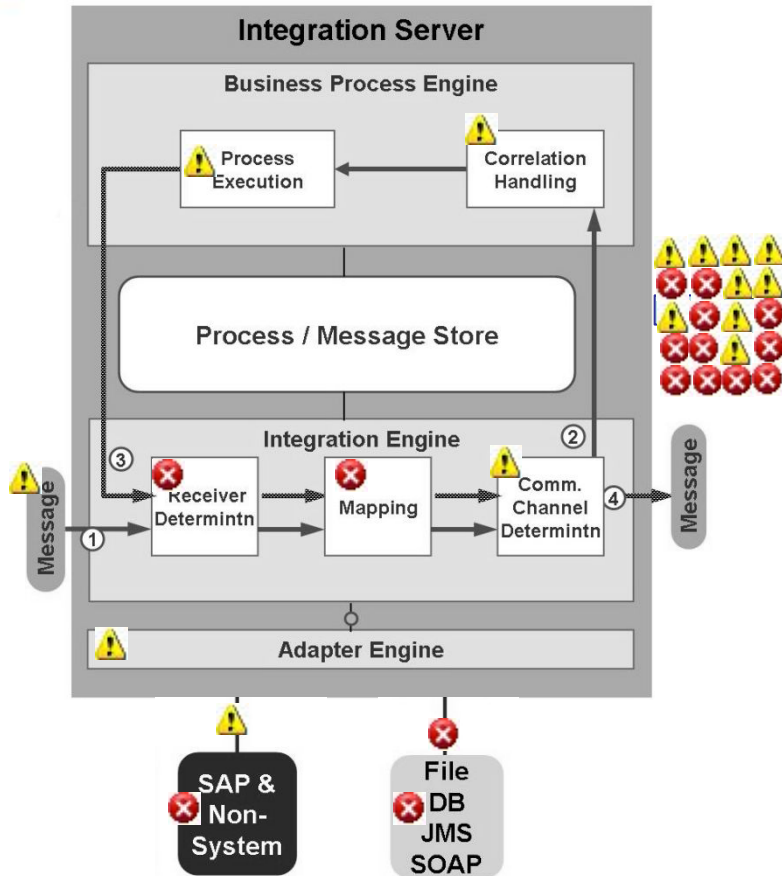 Integration Server
Business Process Engine
Process
Execution
Correlation
Handling
Process / Message Store
Integration Engine
2
3
Receiver
Determintn
Mapping
Comm.
Channel
Determintn
4
Message
1
Message
Adapter Engine
SAP &
Non-
System
File
DB
JMS
SOAP